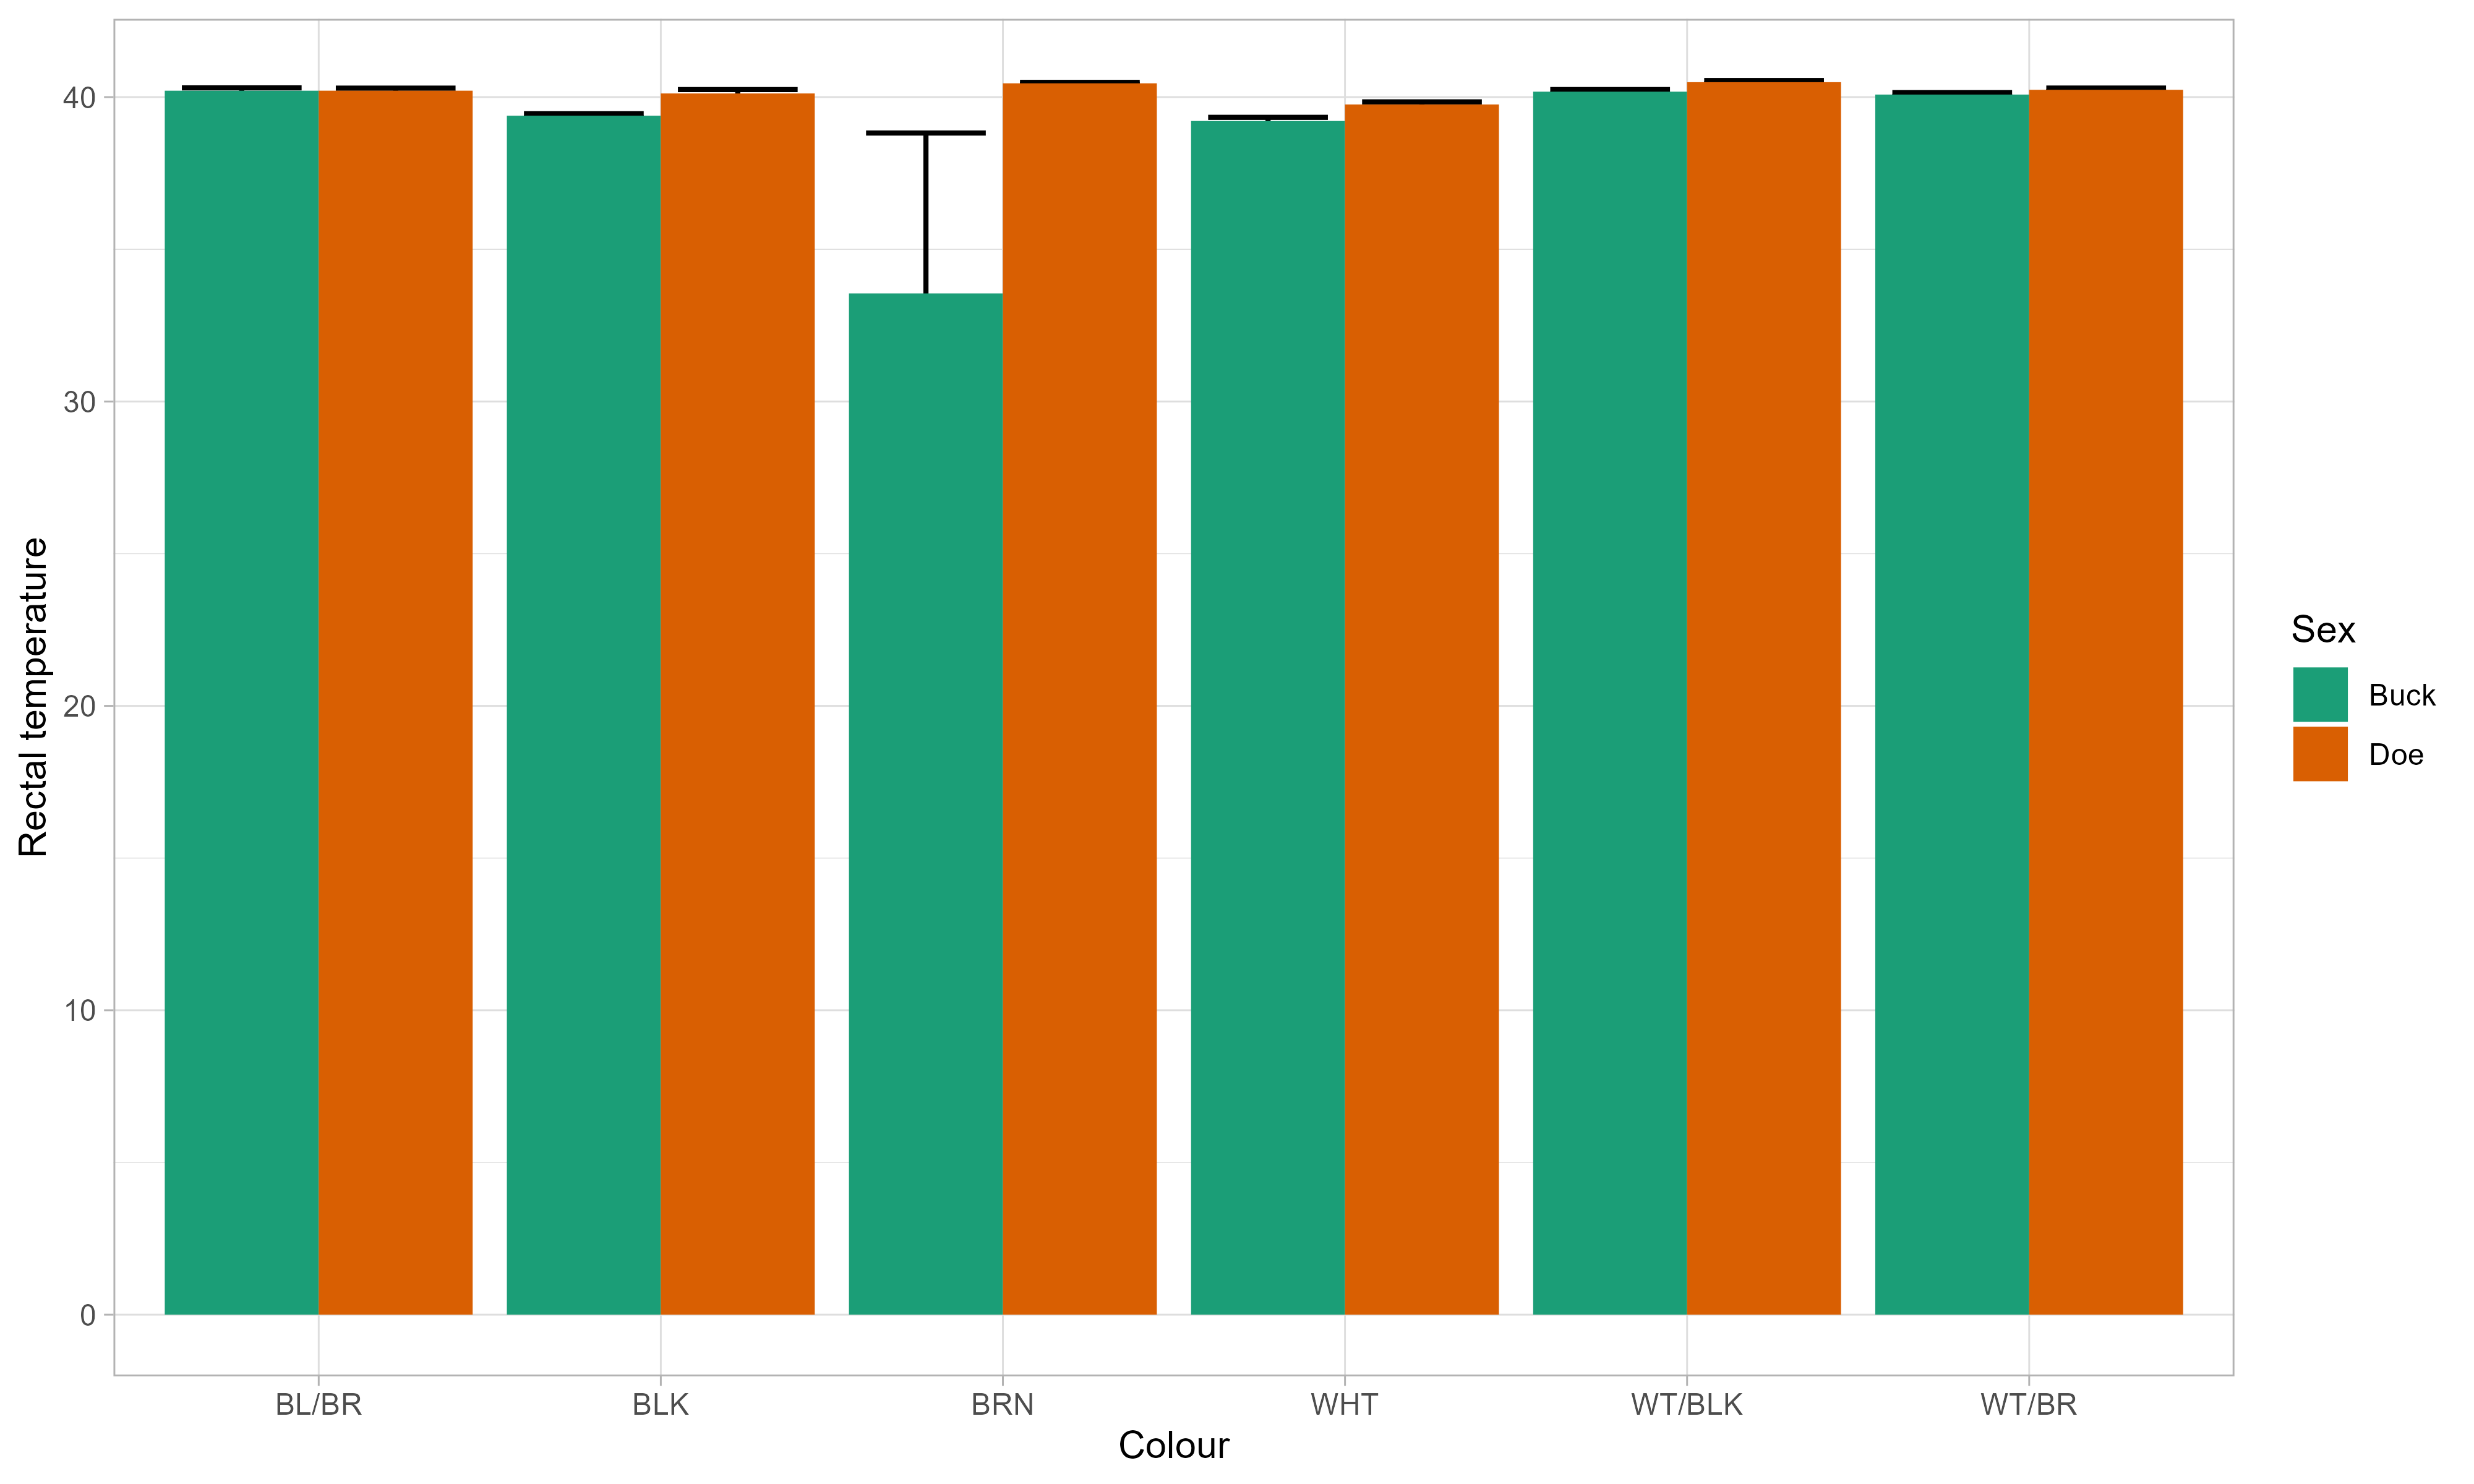 40
30
20
10
0
Rectal temperature
BL/BR
BLK
BRN
WHT
WT/BLK
WT/BR
Colour
Sex
Buck
Doe